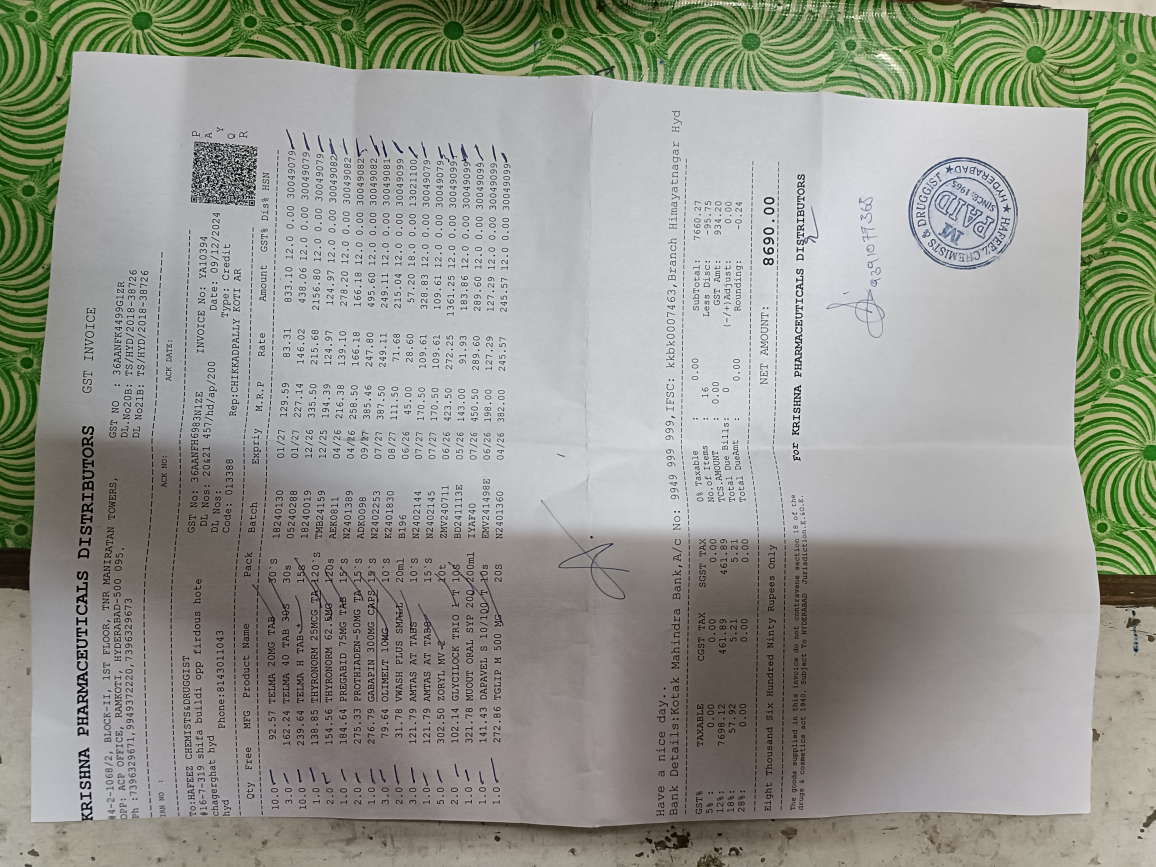 KRISHNA PHARMACEUTICALS DISTRIBUTORS GST INVOICE
#4-2-1068/2, BLOCK-II, 1ST FLOOR, TNR MANIRATAN TOWERS, GST NO : 36AANFK4499G1ZR
OPP: ACP OFFICE, RAMKOTI, HYDERABAD-500 095. DL No20B: TS/HYD/2018-38726
Ph :7396329671,9949372220,7396329673 DL No21B: TS/HYD/2018-38726
IRN NO : ACK NO: ACK DATE:
To:HAFEEZ CHEMISTS&DRUGGIST GST No: 36AANFH6983N1ZE INVOICE No: YA10394
#16-7-319 shifa buildi opp firdous hote DL Nos: 20&21 457/hd/ap/200 Date: 09/12/2024
chagerghat hyd DL Nos: Type: Credit
hyd Phone:8143011043 Code: 013388 Rep:CHIKKADPALLY KOTI AR
P
A
Y
Q
R
Qty Free MFG Product Name Pack Batch Expriy M.R.P Rate Amount GST% Dis% HSN
10.0 92.57 TELMA 20MG TAB 30'S 18240130 01/27 129.59 83.31 833.10 12.0 0.00 30049079
3.0 162.24 TELMA 40 TAB 30S 30s 05240288 01/27 227.14 146.02 438.06 12.0 0.00 30049079
10.0 239.64 TELMA H TAB 15S 18240019 12/26 335.50 215.68 2156.80 12.0 0.00 30049079
1.0 138.85 THYRONORM 25MCG TA 120'S TMB24159 12/25 194.39 124.97 124.97 12.0 0.00 30049082
2.0 154.56 THYRONORM 62.5MG 120s AEK0811 04/26 216.38 139.10 278.20 12.0 0.00 30049082
1.0 184.64 PREGABID 75MG TAB 15'S N2401389 04/26 258.50 166.18 166.18 12.0 0.00 30049082
2.0 275.33 PROTHIADEN-50MG TA 15'S ADK0098 09/27 385.46 247.80 495.60 12.0 0.00 30049082
1.0 276.79 GABAPIN 300MG CAPS 15'S N2402253 07/27 387.50 249.11 249.11 12.0 0.00 30049081
3.0 79.64 OLIMELT 10MG 10'S K2401830 08/27 111.50 71.68 215.04 12.0 0.00 30049099
2.0 31.78 VWASH PLUS SMALL 20ml B196 06/26 45.00 28.60 57.20 18.0 0.00 13021100
3.0 121.79 AMTAS AT TABS 10'S N2402144 07/27 170.50 109.61 328.83 12.0 0.00 30049079
1.0 121.79 AMTAS AT TABS 15'S N2402145 07/27 170.50 109.61 109.61 12.0 0.00 30049079
5.0 302.50 ZORYL MV-2 10t ZMV240711 06/26 423.50 272.25 1361.25 12.0 0.00 30049099
2.0 102.14 GLYCILOCK TRIO 1 T 10S BD241113E 05/26 143.00 91.93 183.86 12.0 0.00 30049099
1.0 321.78 MUOUT ORAL SYP 200 200ml IYAF40 07/26 450.50 289.60 289.60 12.0 0.00 30049099
1.0 141.43 DAPAVEL S 10/100 T 10s EMV241498E 06/26 198.00 127.29 127.29 12.0 0.00 30049099
1.0 272.86 TGLIP M 500 MG 20S N2401360 04/26 382.00 245.57 245.57 12.0 0.00 30049099
Have a nice day...
Bank Details:Kotak Mahindra Bank,A/c No: 9949 999 999,IFSC: kkbk0007463,Branch Himayatnagar Hyd
GST% TAXABLE CGST TAX SGST TAX 0% Taxable : 0.00 SubTotal: 7660.27
5% : 0.00 0.00 0.00 No.of Items : 16 Less Disc: -95.75
12%: 7698.12 461.89 461.89 TCS.AMOUNT : 0.00 GST Amt: 934.20
18%: 57.92 5.21 5.21 Total Due Bills: 0 (-/+)Adjust: 0.00
28%: 0.00 0.00 0.00 Total DueAmt : 0.00 Rounding: -0.24
Eight Thousand Six Hundred Ninty Rupees Only NET AMOUNT: 8690.00
The goods supplied in this invoice do not contravene section 18 of the
drugs & cosmetics act 1940. Subject To HYDERABAD Jurisdiction.E.&O.E.
For KRISHNA PHARMACEUTICALS DISTRIBUTORS
9391079363
HAFEEZ CHEMISTS & DRUGGIST
SINCE: 1965
M
PAID
★ HYDERABAD ★